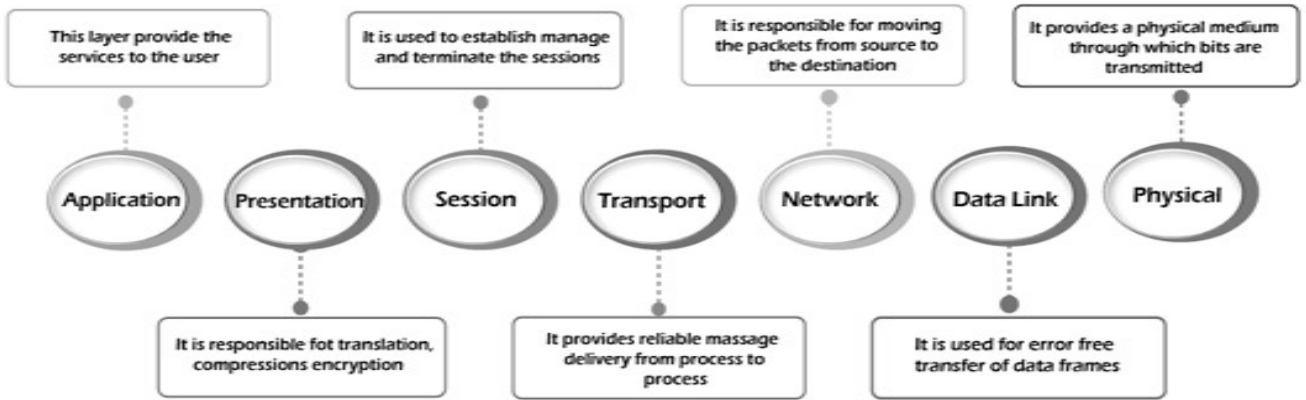 This layer provide the
services to the user
It is used to establish manage
and terminate the sessions
It is responsible for moving
the packets from source to
the destination
It provides a physical medium
through which bits are
transmitted
Application
Presentation
Session
Transport
Network
Data Link
Physical
It is responsible fot translation,
compressions encryption
It provides reliable massage
delivery from process to
process
It is used for error free
transfer of data frames